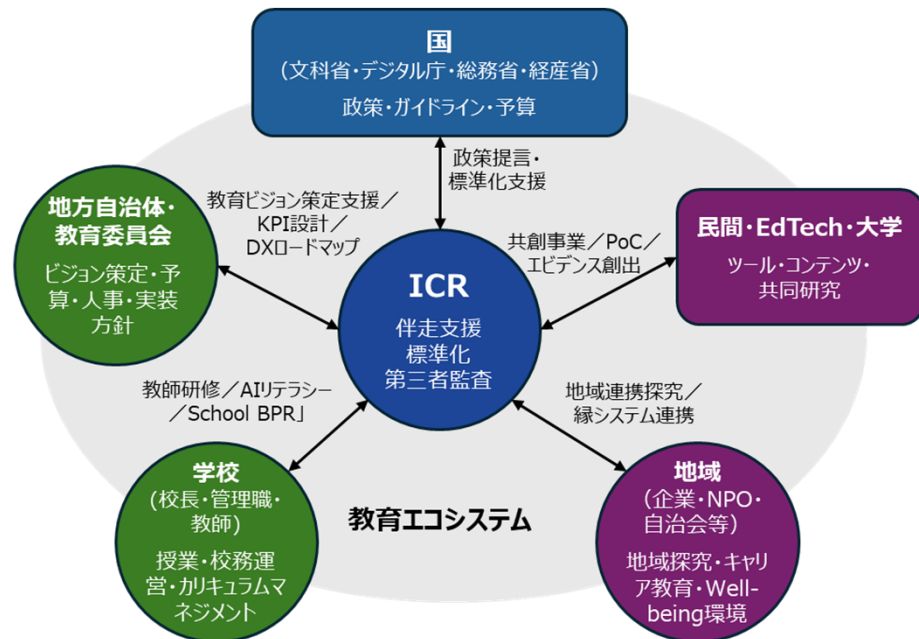 国
(文科省・デジタル庁・総務省・経産省)
政策・ガイドライン・予算
政策提言・
標準化支援
地方自治体・
教育委員会
ビジョン策定・予
算・人事・実装
方針
教育ビジョン策定支援／
KPI設計／
DXロードマップ
ICR
伴走支援
標準化
第三者監査
共創事業／PoC／
エビデンス創出
民間・EdTech・大学
ツール・コンテンツ・
共同研究
教師研修／AIリテラシー
／School BPR」
地域連携探究／
縁システム連携
学校
(校長・管理職・
教師)
授業・校務運
営・カリキュラムマ
ネジメント
教育エコシステム
地域
(企業・NPO・
自治会等)
地域探究・キャリ
ア教育・Well-
being環境